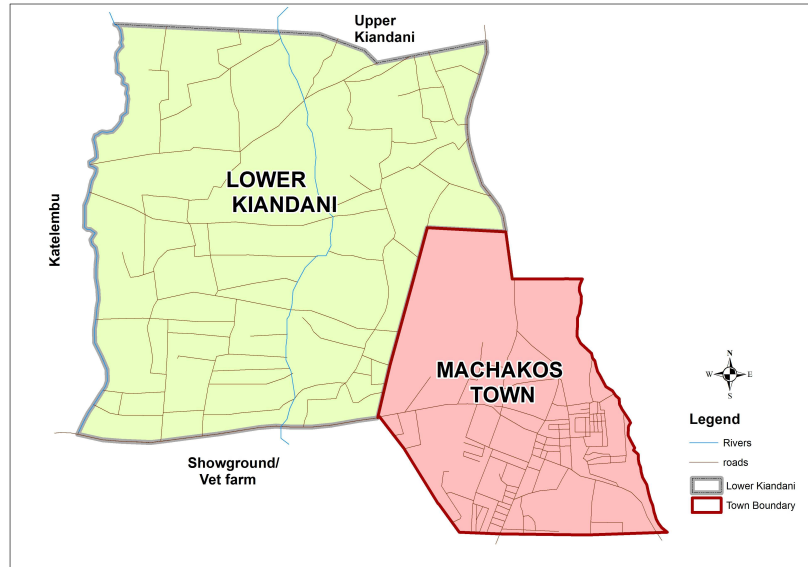 Upper
Kiandani
LOWER
KIANDANI
Katelembu
MACHAKOS
TOWN
Showground/
Vet farm
N
W
E
S
Legend
Rivers
roads
Lower Kiandani
Town Boundary